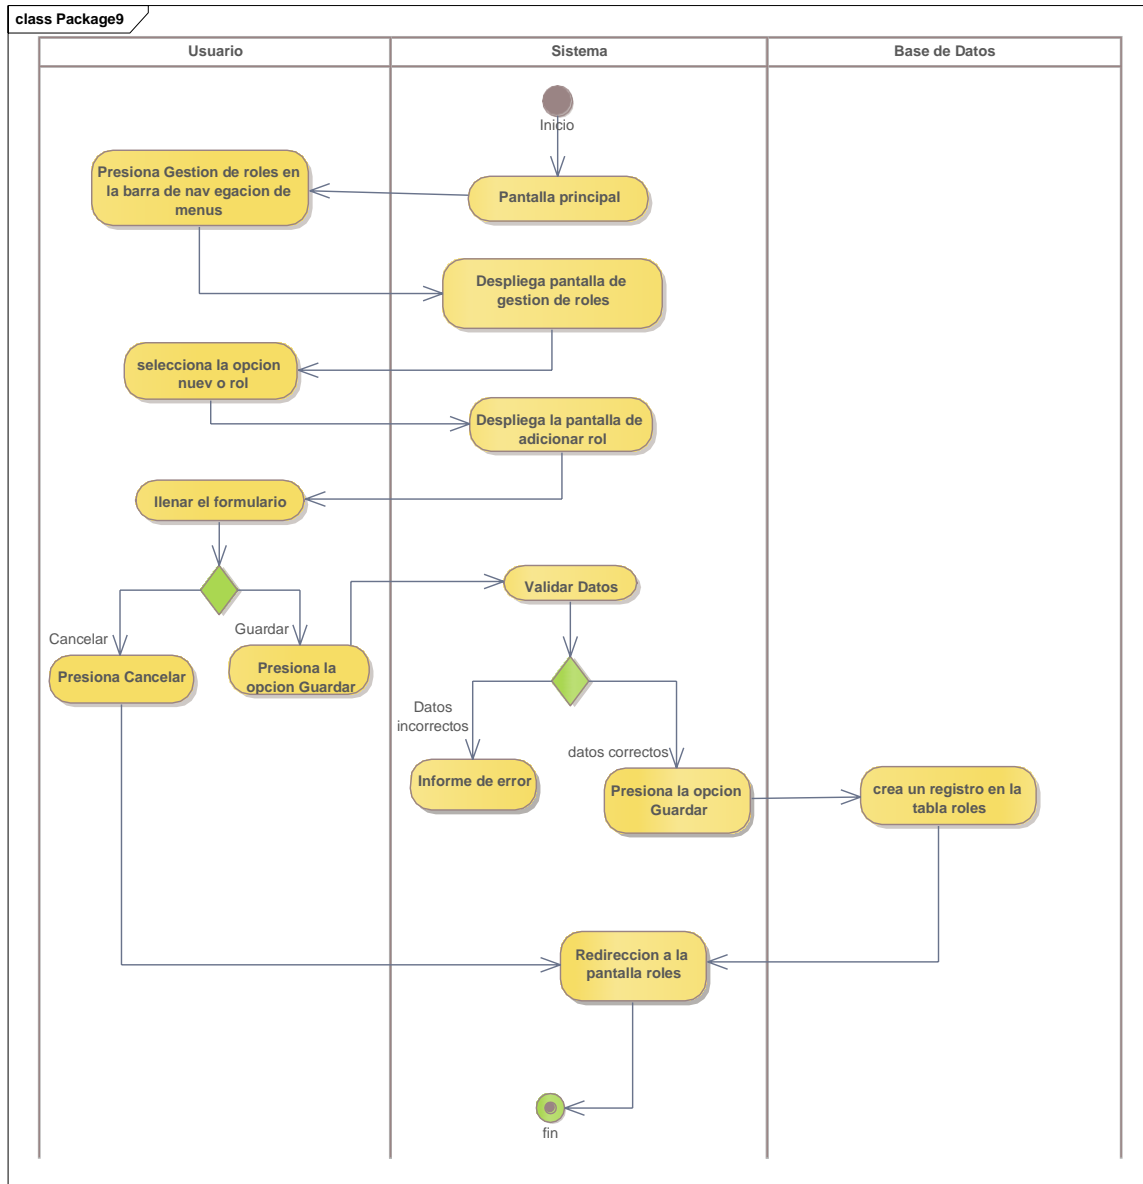 class Package9
Usuario
Sistema
Base de Datos
Inicio
Presiona Gestion de roles en
la barra de nav egacion de
menus
Pantalla principal
Despliega pantalla de
gestion de roles
selecciona la opcion
nuev o rol
Despliega la pantalla de
adicionar rol
llenar el formulario
Validar Datos
Cancelar
Guardar
Presiona Cancelar
Presiona la
opcion Guardar
Datos
incorrectos
datos correctos
Informe de error
Presiona la opcion
Guardar
crea un registro en la
tabla roles
Redireccion a la
pantalla roles
fin